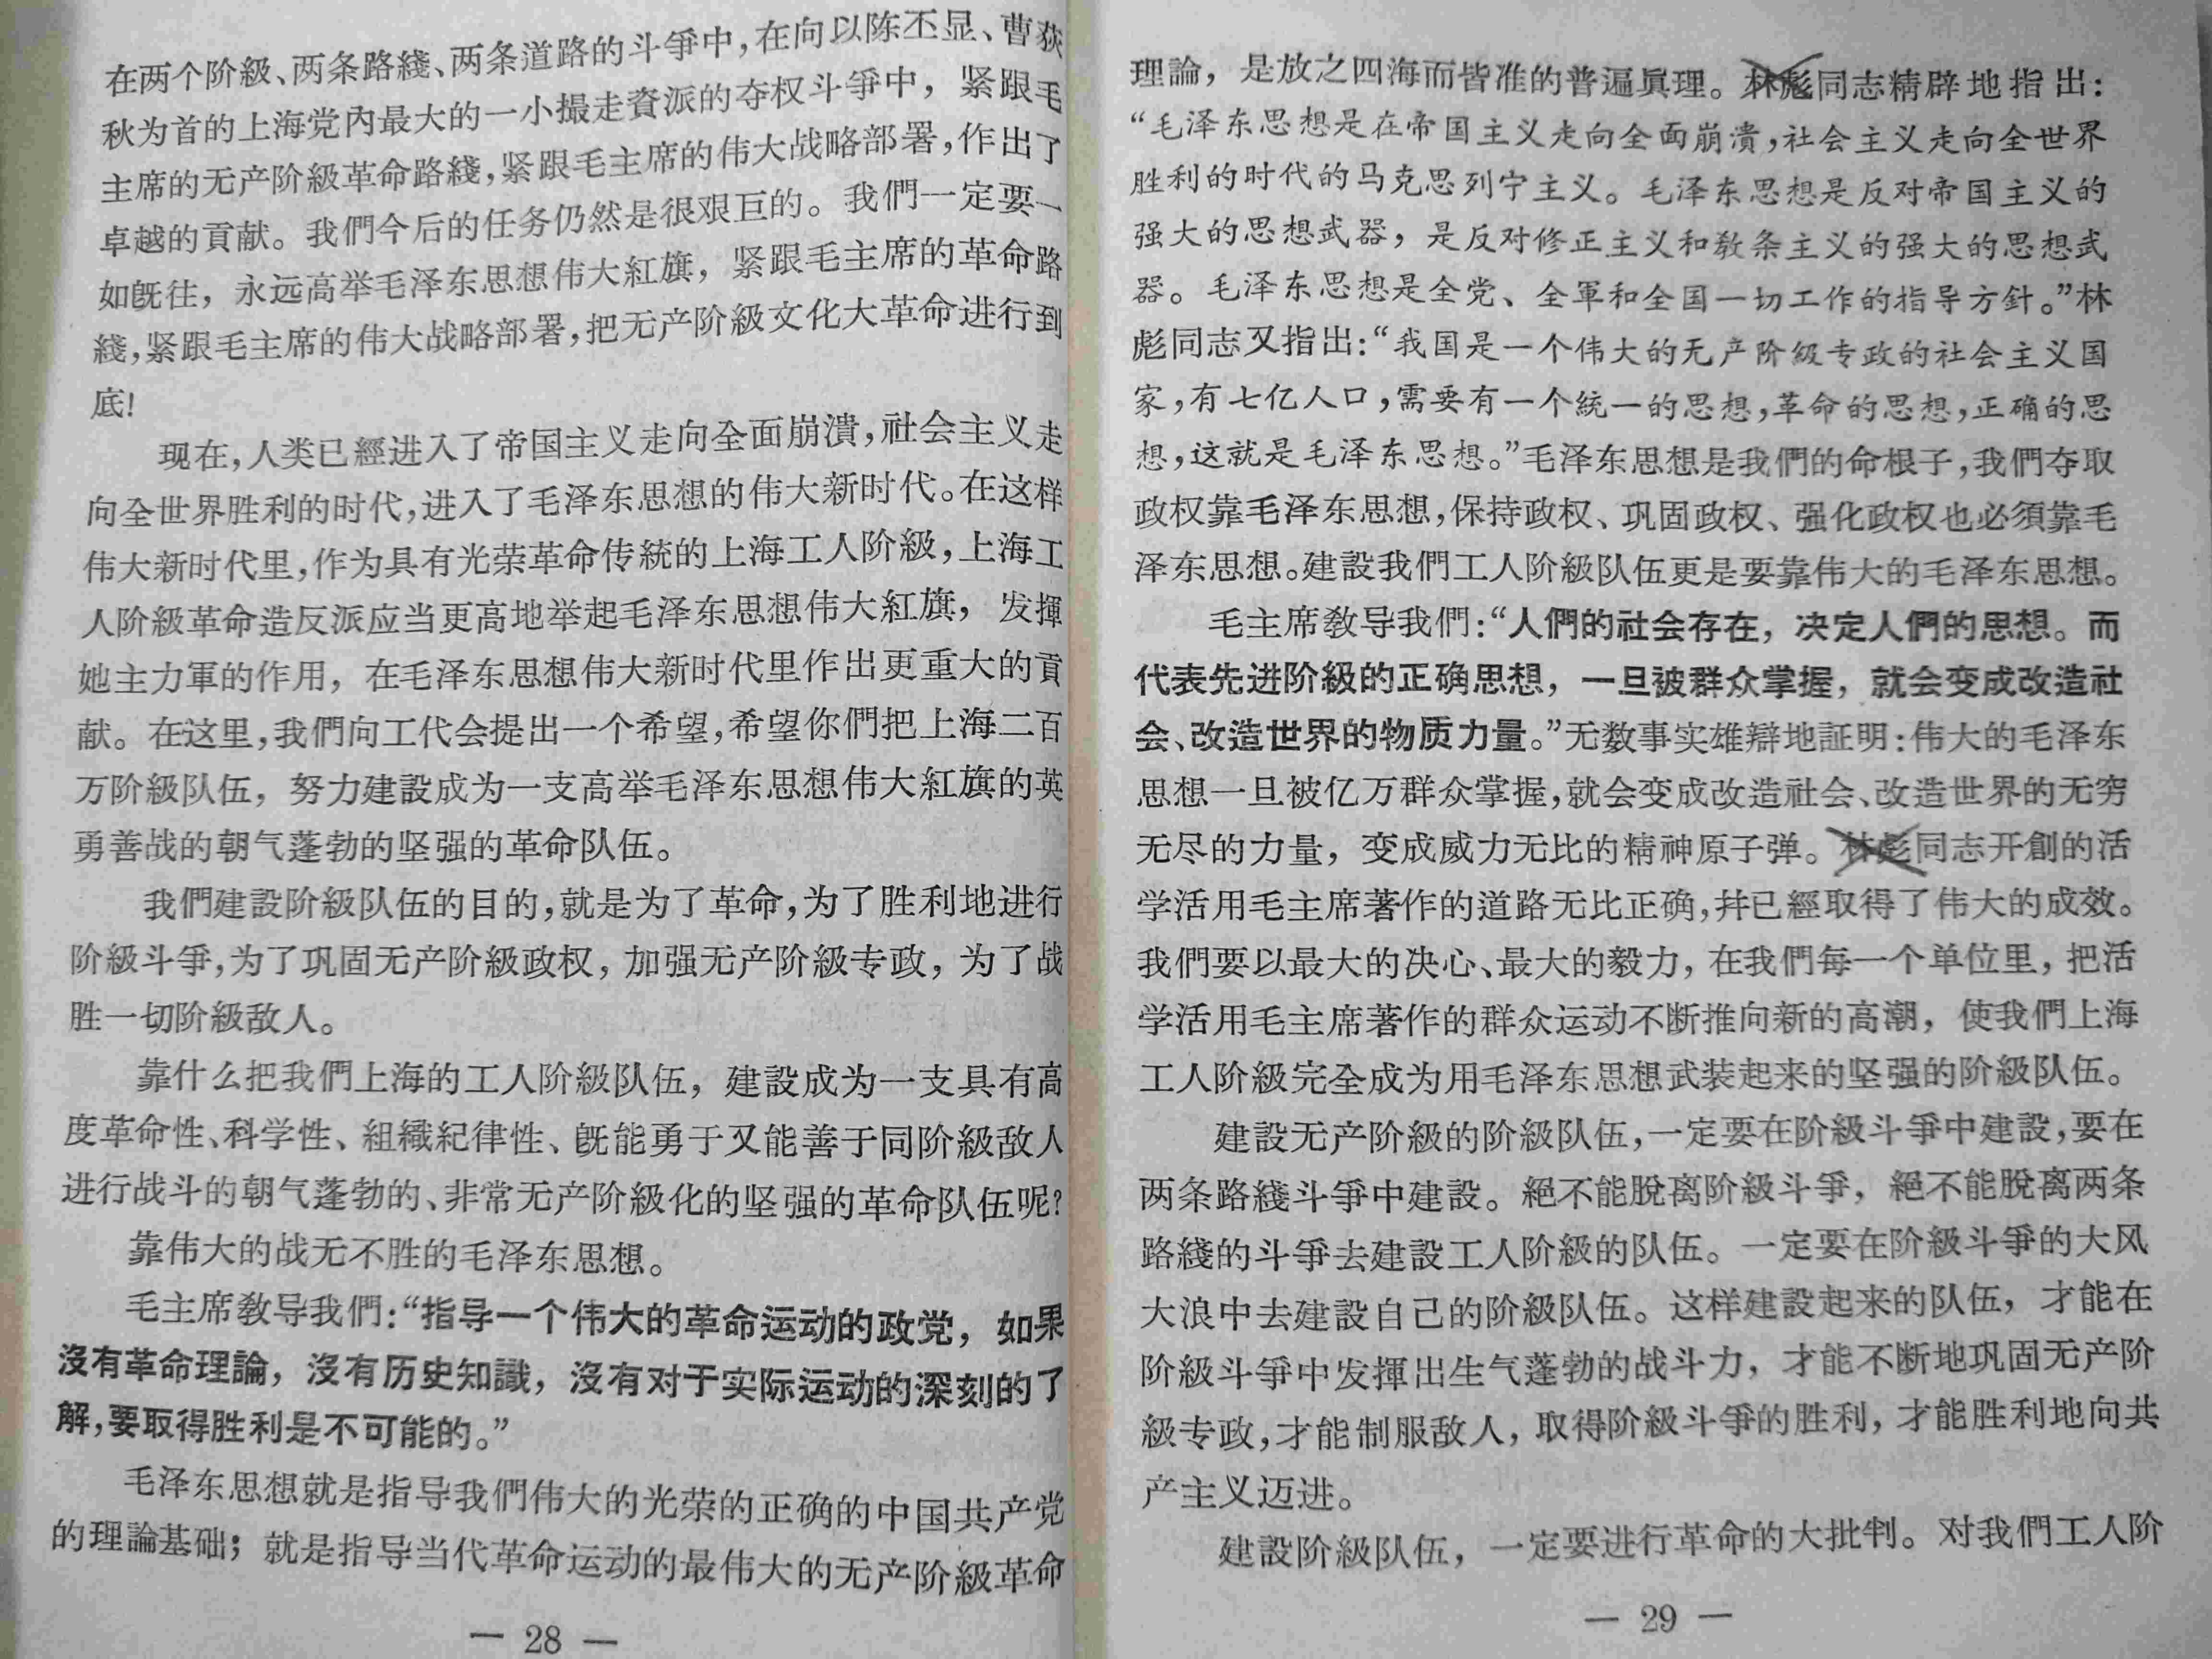 在两个阶級、两条路綫、两条道路的斗爭中，在向以陈丕显、曹荻
秋为首的上海党內最大的一小撮走資派的夺权斗爭中，紧跟毛
主席的无产阶級革命路綫，紧跟毛主席的伟大战略部署，作出了
卓越的貢献。我們今后的任务仍然是很艰巨的。我們一定要一
如旣往，永远高举毛泽东思想伟大紅旗，紧跟毛主席的革命路
綫，紧跟毛主席的伟大战略部署，把无产阶級文化大革命进行到
底！
现在，人类已經进入了帝国主义走向全面崩潰，社会主义走
向全世界胜利的时代，进入了毛泽东思想的伟大新时代。在这样
伟大新时代里，作为具有光荣革命传統的上海工人阶級，上海工
人阶級革命造反派应当更高地举起毛泽东思想伟大紅旗，发揮
她主力軍的作用，在毛泽东思想伟大新时代里作出更重大的貢
献。在这里，我們向工代会提出一个希望，希望你們把上海二百
万阶級队伍，努力建設成为一支高举毛泽东思想伟大紅旗的英
勇善战的朝气蓬勃的坚强的革命队伍。
我們建設阶級队伍的目的，就是为了革命，为了胜利地进行
阶級斗爭，为了巩固无产阶級政权，加强无产阶級专政，为了战
胜一切阶級敌人。
靠什么把我們上海的工人阶級队伍，建設成为一支具有高
度革命性、科学性、組織紀律性、旣能勇于又能善于同阶級敌人
进行战斗的朝气蓬勃的、非常无产阶級化的坚强的革命队伍呢？
靠伟大的战无不胜的毛泽东思想。
毛主席敎导我們：“指导一个伟大的革命运动的政党，如果
沒有革命理論，沒有历史知識，沒有对于实际运动的深刻的了
解，要取得胜利是不可能的。”
毛泽东思想就是指导我們伟大的光荣的正确的中国共产党
的理論基础；就是指导当代革命运动的最伟大的无产阶級革命
— 28 —
理論，是放之四海而皆准的普遍眞理。林彪同志精辟地指出：
“毛泽东思想是在帝国主义走向全面崩潰，社会主义走向全世界
胜利的时代的马克思列宁主义。毛泽东思想是反对帝国主义的
强大的思想武器，是反对修正主义和敎条主义的强大的思想武
器。毛泽东思想是全党、全軍和全国一切工作的指导方針。”林
彪同志又指出：“我国是一个伟大的无产阶級专政的社会主义国
家，有七亿人口，需要有一个統一的思想，革命的思想，正确的思
想，这就是毛泽东思想。”毛泽东思想是我們的命根子，我們夺取
政权靠毛泽东思想，保持政权、巩固政权、强化政权也必須靠毛
泽东思想。建設我們工人阶級队伍更是要靠伟大的毛泽东思想。
毛主席敎导我們：“人們的社会存在，决定人們的思想。而
代表先进阶級的正确思想，一旦被群众掌握，就会变成改造社
会、改造世界的物质力量。”无数事实雄辯地証明：伟大的毛泽东
思想一旦被亿万群众掌握，就会变成改造社会、改造世界的无穷
无尽的力量，变成威力无比的精神原子弹。林彪同志开創的活
学活用毛主席著作的道路无比正确，幷已經取得了伟大的成效。
我們要以最大的决心、最大的毅力，在我們每一个单位里，把活
学活用毛主席著作的群众运动不断推向新的高潮，使我們上海
工人阶級完全成为用毛泽东思想武装起来的坚强的阶級队伍。
建設无产阶級的阶級队伍，一定要在阶級斗爭中建設，要在
两条路綫斗爭中建設。絕不能脫离阶級斗爭，絕不能脫离两条
路綫的斗爭去建設工人阶級的队伍。一定要在阶級斗爭的大风
大浪中去建設自己的阶級队伍。这样建設起来的队伍，才能在
阶級斗爭中发揮出生气蓬勃的战斗力，才能不断地巩固无产阶
級专政，才能制服敌人，取得阶級斗爭的胜利，才能胜利地向共
产主义迈进。
建設阶級队伍，一定要进行革命的大批判。对我們工人阶
— 29 —